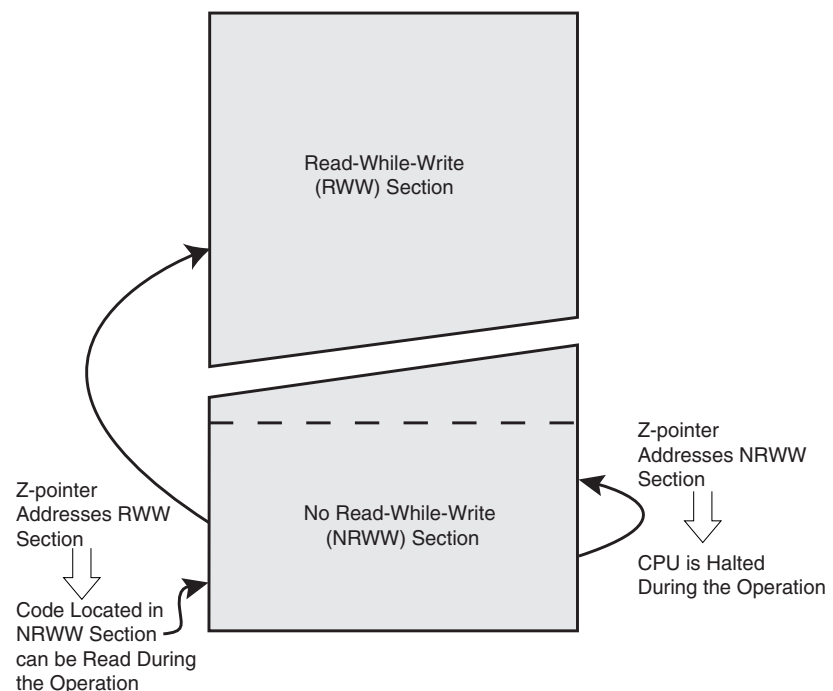 Read-While-Write
(RWW) Section
Z-pointer
Addresses NRWW
Section
CPU is Halted
During the Operation
No Read-While-Write
(NRWW) Section
Z-pointer
Addresses RWW
Section
Code Located in
NRWW Section
can be Read During
the Operation